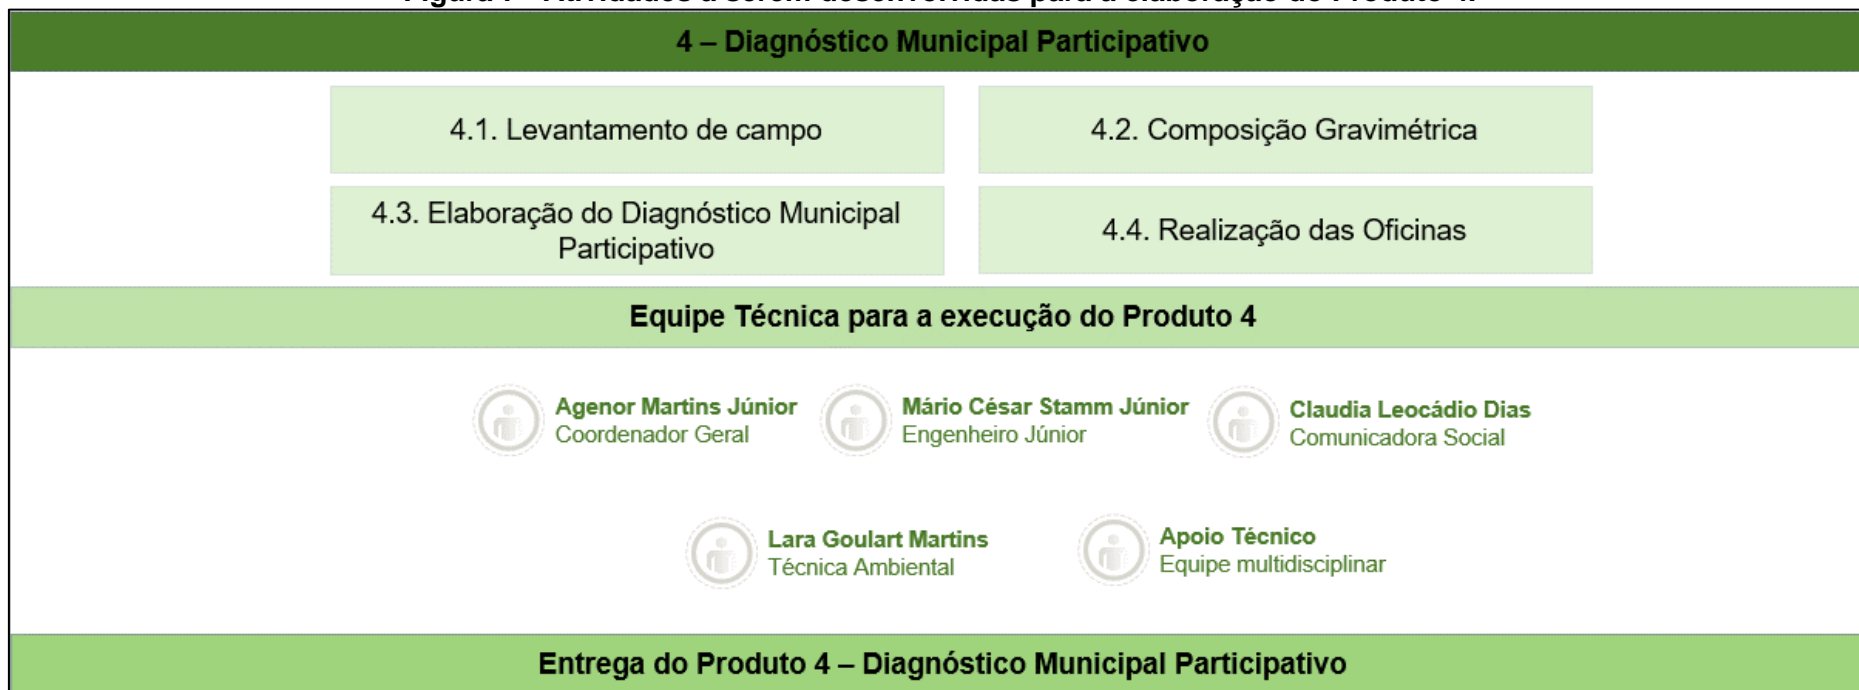 4 – Diagnóstico Municipal Participativo
4.1. Levantamento de campo
4.2. Composição Gravimétrica
4.3. Elaboração do Diagnóstico Municipal
Participativo
4.4. Realização das Oficinas
Equipe Técnica para a execução do Produto 4
Agenor Martins Júnior
Coordenador Geral
Mário César Stamm Júnior
Engenheiro Júnior
Claudia Leocádio Dias
Comunicadora Social
Lara Goulart Martins
Técnica Ambiental
Apoio Técnico
Equipe multidisciplinar
Entrega do Produto 4 – Diagnóstico Municipal Participativo